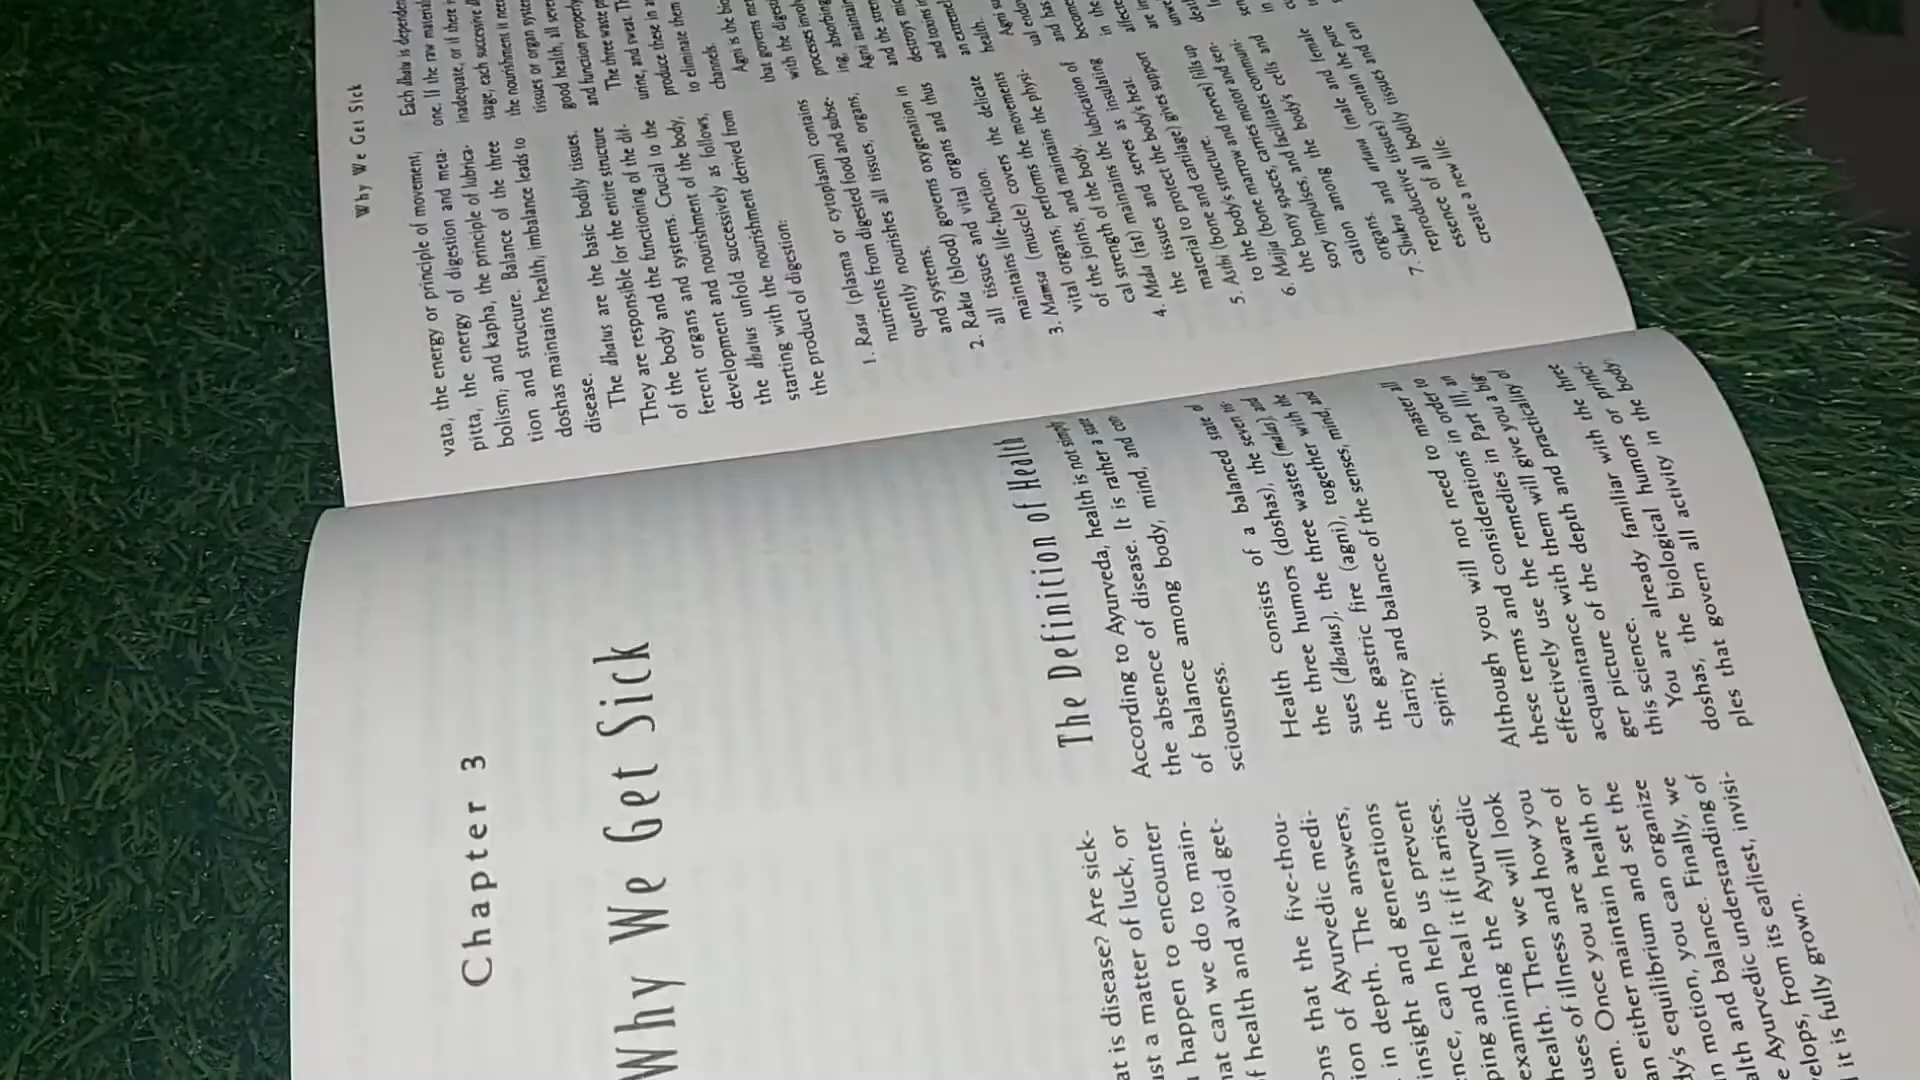 Chapter 3
Why We Get Sick
at is disease? Are sick-
ust a matter of luck, or
happen to encounter
hat can we do to main-
f health and avoid get-
ons that the five-thou-
ion of Ayurvedic medi-
in depth. The answers,
insight and generations
ence, can help us prevent
ping and heal it if it arises.
examining the Ayurvedic
health. Then we will look
uses of illness and how you
em. Once you are aware of
an either maintain health or
dy's equilibrium and set the
n motion, you can organize
alth and balance. Finally, we
e Ayurvedic understanding of
velops, from its earliest, invisi-
it is fully grown.
The Definition of Health
According to Ayurveda, health is not simply
the absence of disease. It is rather a state
of balance among body, mind, and con
sciousness.
Health consists of a balanced state of
the three humors (doshas), the seven tis-
sues (dhatus), the three wastes (malas), and
the gastric fire (agni), together with the
clarity and balance of the senses, mind, and
spirit.
Although you will not need to master all
these terms and considerations in order to
effectively use the remedies in Part III, an
acquaintance with them will give you a big-
ger picture of the depth and practicality of
this science.
You are already familiar with the three
doshas, the biological humors or princi-
ples that govern all activity in the body:
Why We Get Sick
vata, the energy or principle of movement;
pitta, the energy of digestion and meta-
bolism; and kapha, the principle of lubrica-
tion and structure. Balance of the three
doshas maintains health; imbalance leads to
disease.
The dhatus are the basic bodily tissues.
They are responsible for the entire structure
of the body and the functioning of the dif-
ferent organs and systems. Crucial to the
development and nourishment of the body,
the dhatus unfold successively as follows,
starting with the nourishment derived from
the product of digestion:
1. Rasa (plasma or cytoplasm) contains
nutrients from digested food and subse-
quently nourishes all tissues, organs,
and systems.
2. Rakta (blood) governs oxygenation in
all tissues and vital organs and thus
maintains life-function.
3. Mamsa (muscle) covers the delicate
vital organs, performs the movements
of the joints, and maintains the physi-
cal strength of the body.
4. Meda (fat) maintains the lubrication of
the tissues and serves as insulating
material to protect the body's heat.
5. Asthi (bone and cartilage) gives support
to the body's structure.
6. Majja (bone marrow and nerves) fills up
the bony spaces, carries motor and sen-
sory impulses, and facilitates communi-
cation among the body's cells and
organs.
7. Shukra and artava (male and female
reproductive tissues) contain the pure
essence of all bodily tissues and can
create a new life.
Each dhatu is dependent
one. If the raw material
inadequate, or if there i
stage, each successive d
the nourishment it nee
tissues or organ system
good health, all seven
and function properly
The three waste p
urine, and sweat. Th
produce these in a
to eliminate them
channels.
Agni is the bio
that governs me
with the digesti
processes involv
ing, absorbing
Agni maintain
and the stren
destroys mic
and toxins in
an extremel
health.